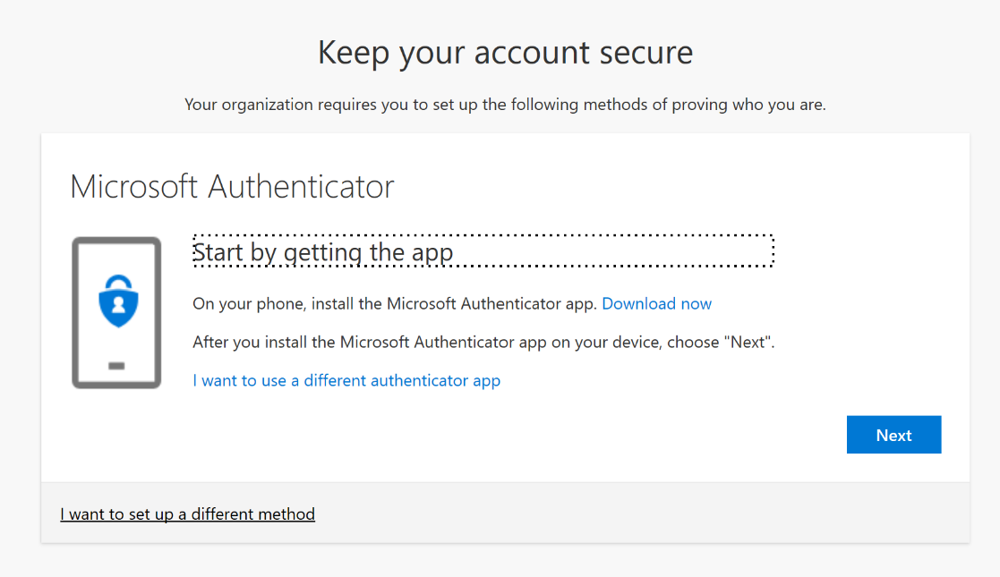 Keep your account secure
Your organization requires you to set up the following methods of proving who you are.
Microsoft Authenticator
Start by getting the app
On your phone, install the Microsoft Authenticator app. Download now
After you install the Microsoft Authenticator app on your device, choose "Next".
I want to use a different authenticator app
Next
I want to set up a different method